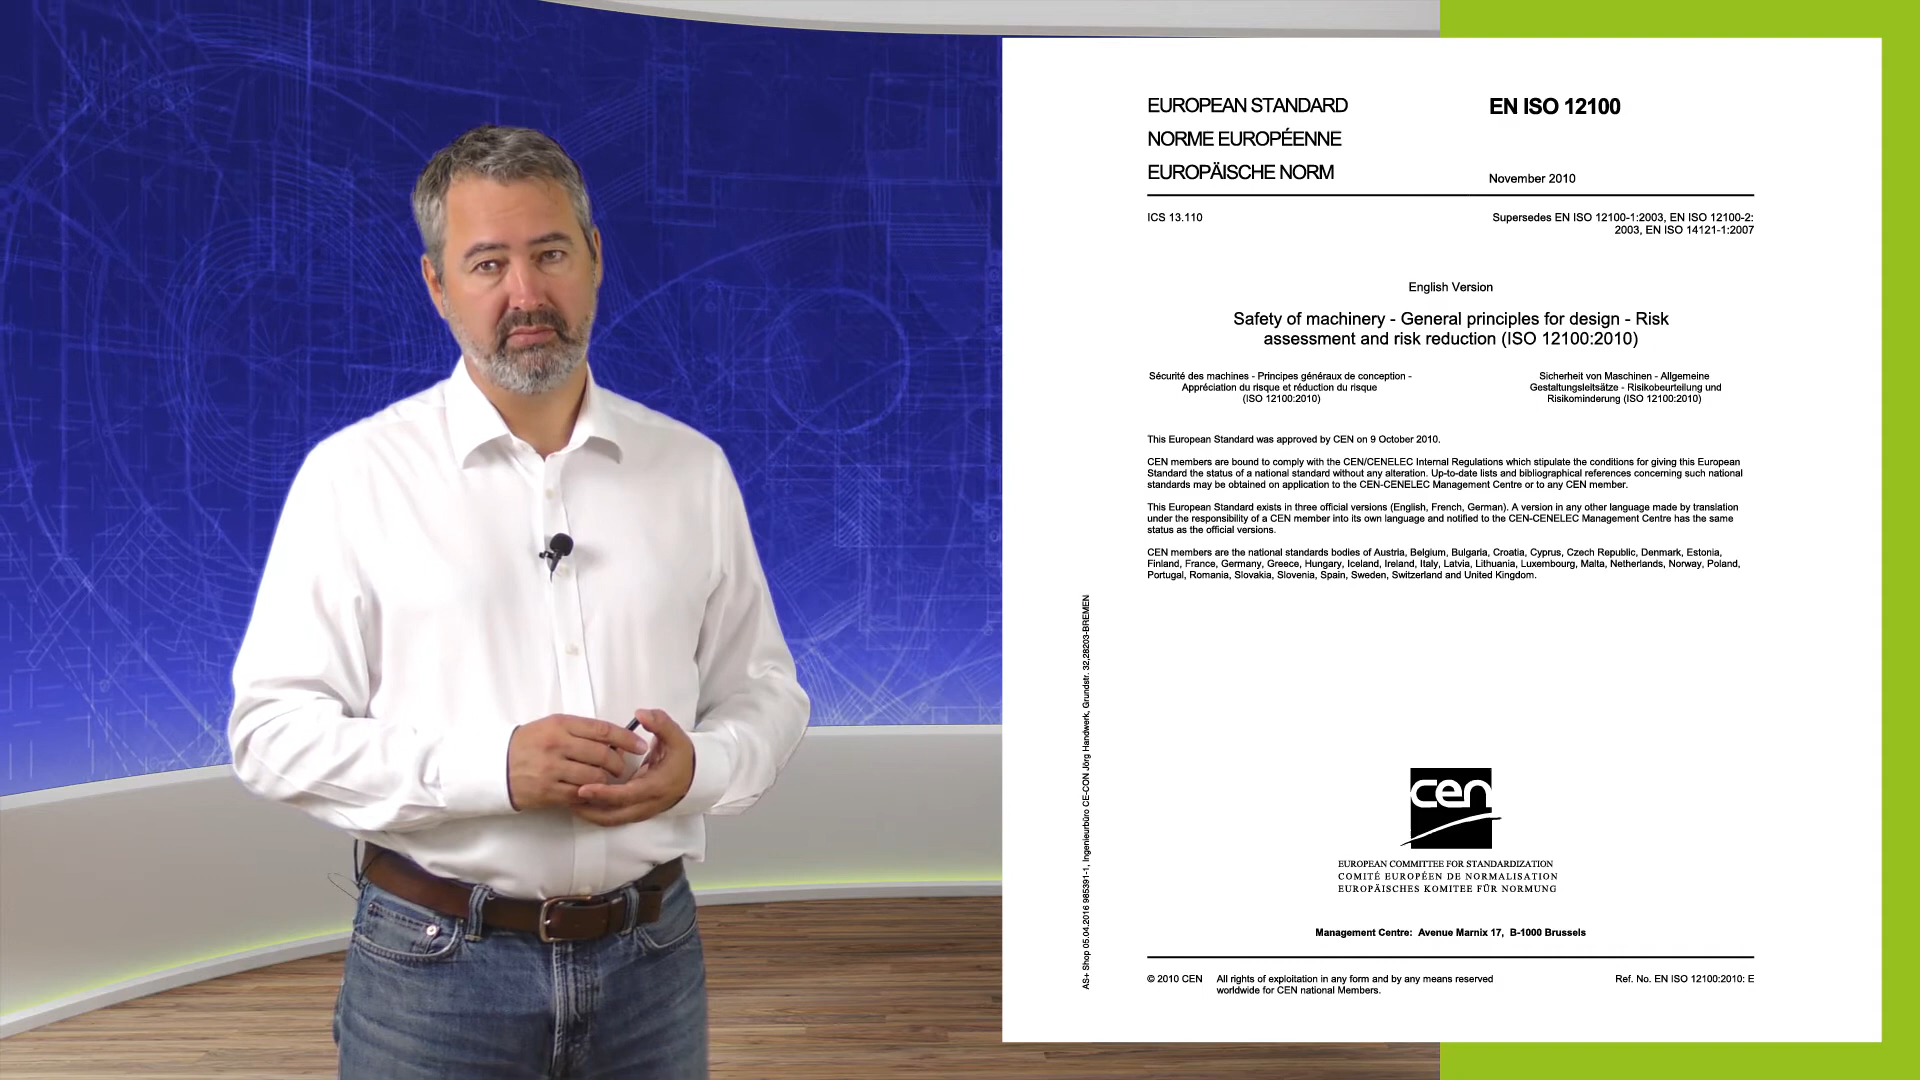 EUROPEAN STANDARD
NORME EUROPÉENNE
EUROPÄISCHE NORM
EN ISO 12100
November 2010
ICS 13.110
Supersedes EN ISO 12100-1:2003, EN ISO 12100-2:
2003, EN ISO 14121-1:2007
English Version
Safety of machinery - General principles for design - Risk
assessment and risk reduction (ISO 12100:2010)
Sécurité des machines - Principes généraux de conception -
Appréciation du risque et réduction du risque
(ISO 12100:2010)
Sicherheit von Maschinen - Allgemeine
Gestaltungsleitsätze - Risikobeurteilung und
Risikominderung (ISO 12100:2010)
This European Standard was approved by CEN on 9 October 2010.
CEN members are bound to comply with the CEN/CENELEC Internal Regulations which stipulate the conditions for giving this European
Standard the status of a national standard without any alteration. Up-to-date lists and bibliographical references concerning such national
standards may be obtained on application to the CEN-CENELEC Management Centre or to any CEN member.
This European Standard exists in three official versions (English, French, German). A version in any other language made by translation
under the responsibility of a CEN member into its own language and notified to the CEN-CENELEC Management Centre has the same
status as the official versions.
CEN members are the national standards bodies of Austria, Belgium, Bulgaria, Croatia, Cyprus, Czech Republic, Denmark, Estonia,
Finland, France, Germany, Greece, Hungary, Iceland, Ireland, Italy, Latvia, Lithuania, Luxembourg, Malta, Netherlands, Norway, Poland,
Portugal, Romania, Slovakia, Slovenia, Spain, Sweden, Switzerland and United Kingdom.
AS+ Shop 05.04.2016 985391-1, Ingenieurbüro CE-CON Jörg Handwerk, Grundstr. 32,28203-BREMEN
cen
EUROPEAN COMMITTEE FOR STANDARDIZATION
COMITÉ EUROPÉEN DE NORMALISATION
EUROPÄISCHES KOMITEE FÜR NORMUNG
Management Centre: Avenue Marnix 17, B-1000 Brussels
© 2010 CEN
All rights of exploitation in any form and by any means reserved
worldwide for CEN national Members.
Ref. No. EN ISO 12100:2010: E